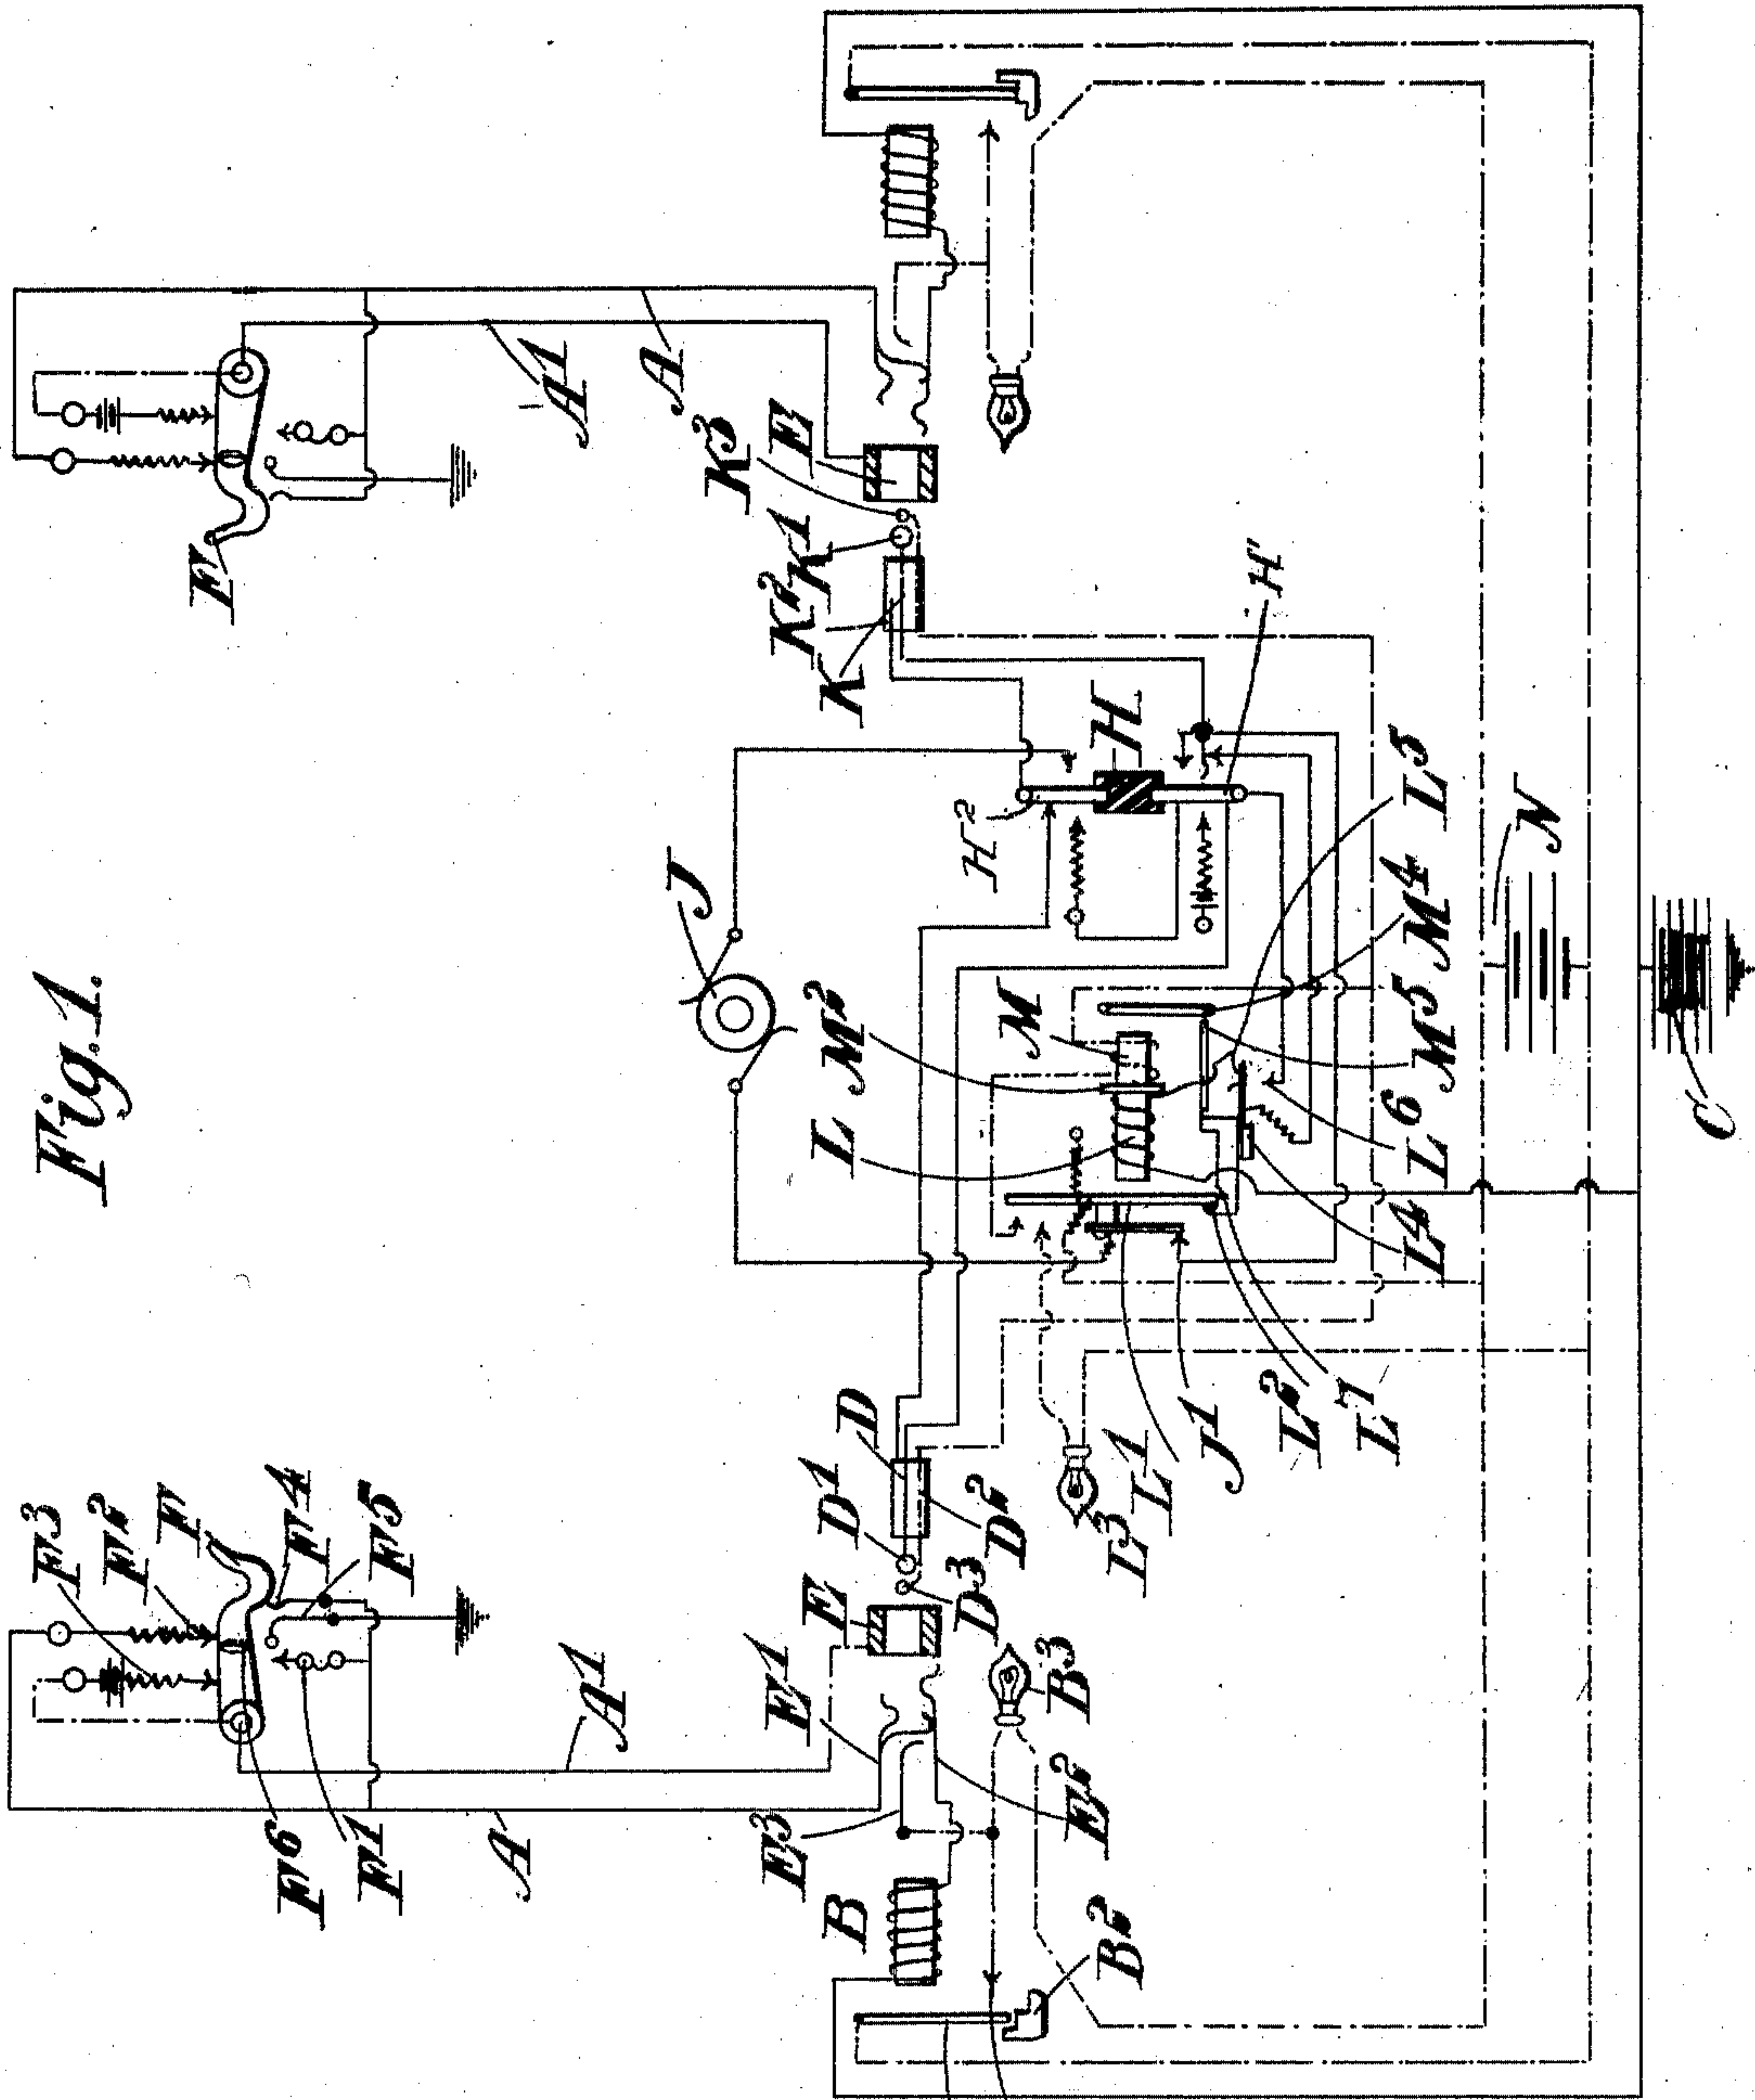 Fig. 1.
F
F³
F²
F
F⁴
F⁵
F⁶
F¹
A¹
A
A¹
A
J
K³
E
K¹
K²
K
H
H²
H'
E
D¹
D
D³
D²
E¹
E³
E²
B
B³
B²
L
M²
M
L³
L¹
J¹
L²
L⁷
L⁴
L⁶
M⁵
M⁴
L⁵
N
C